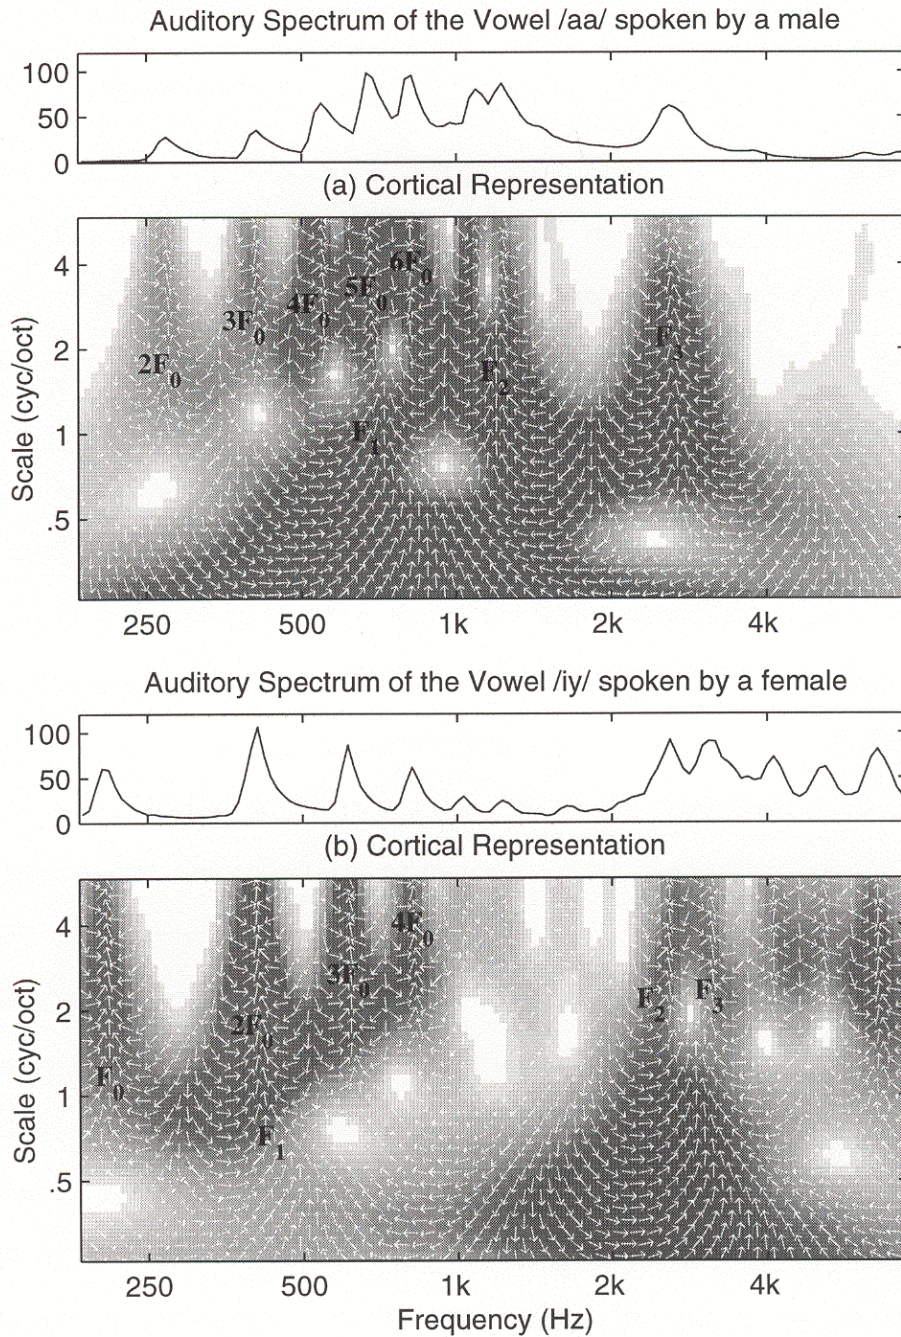 Auditory Spectrum of the Vowel /aa/ spoken by a male
100
50
0
(a) Cortical Representation
4
2
1
.5
Scale (cyc/oct)
2F0
3F0
4F0
5F0
6F0
F1
F2
F3
250 500 1k 2k 4k
Auditory Spectrum of the Vowel /iy/ spoken by a female
100
50
0
(b) Cortical Representation
4
2
1
.5
Scale (cyc/oct)
F0
2F0
3F0
4F0
F1
F2
F3
250 500 1k 2k 4k
Frequency (Hz)